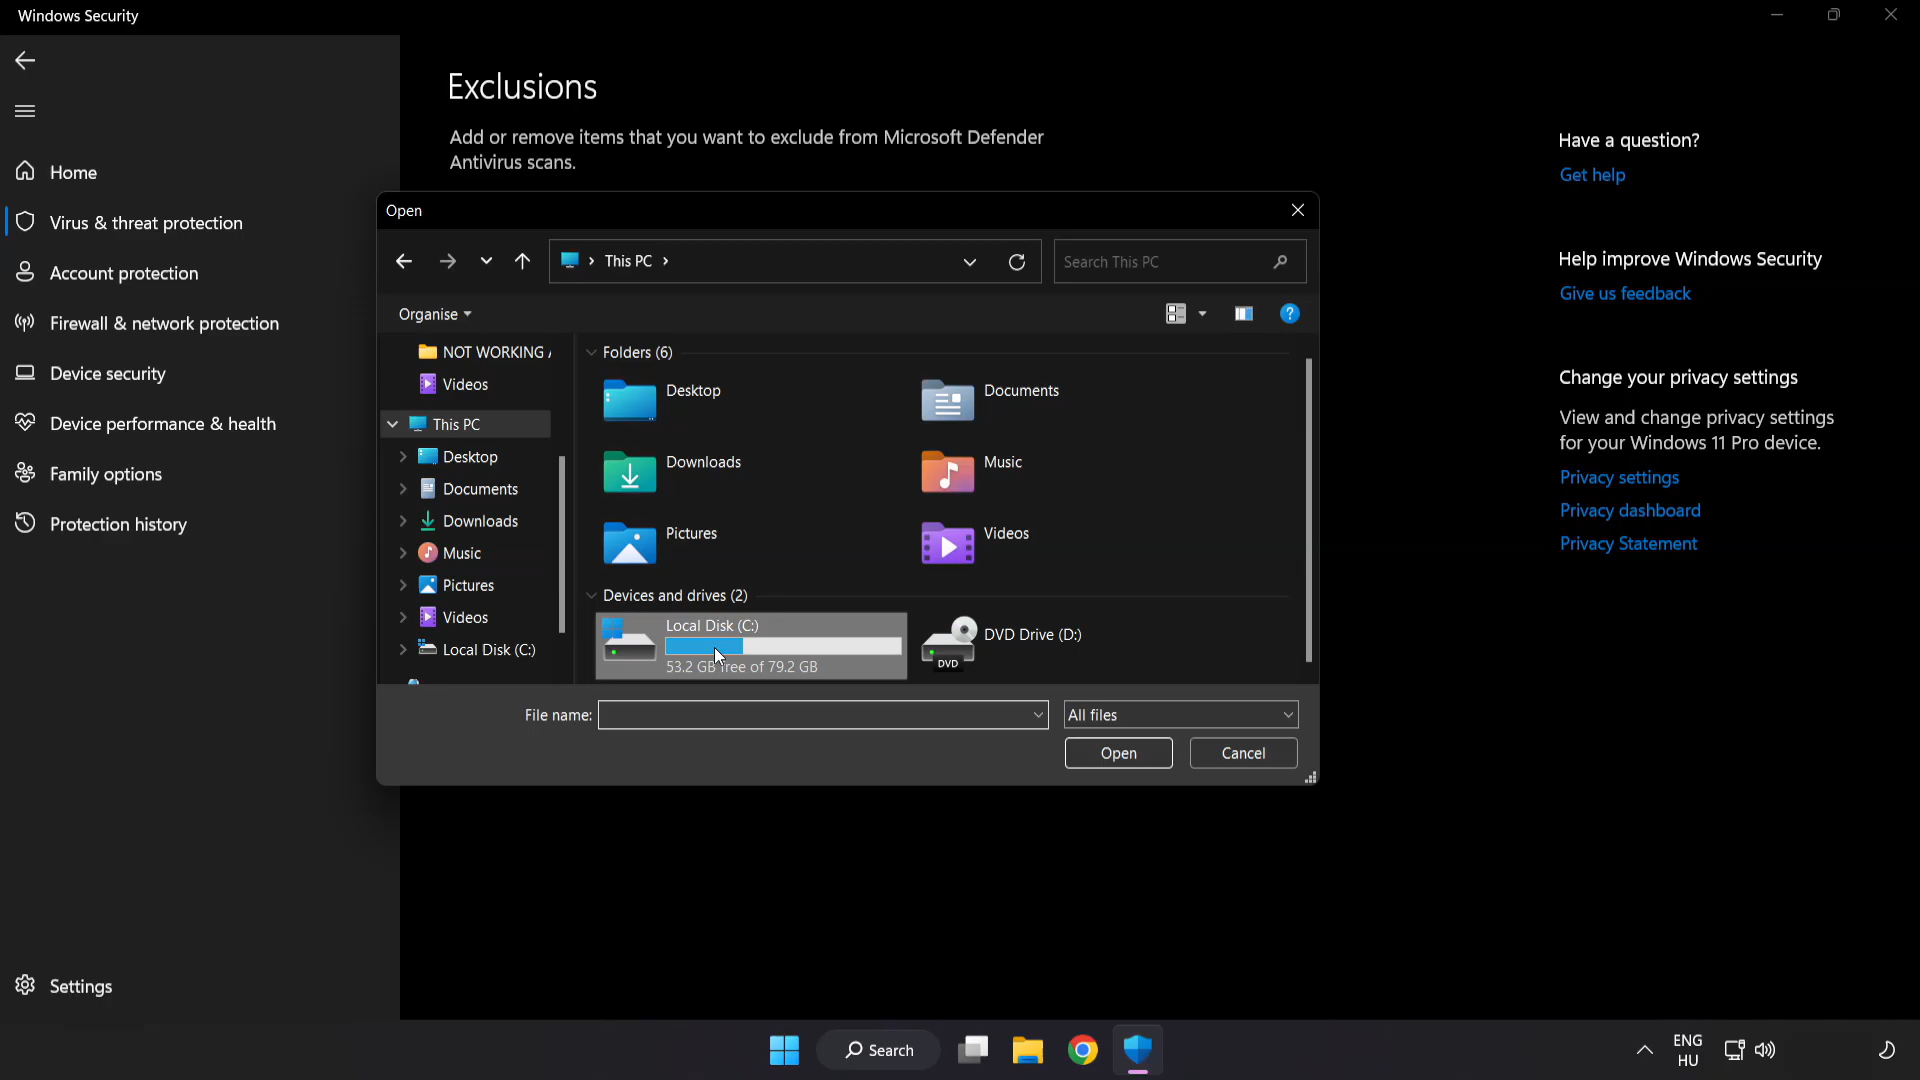 Windows Security
Home
Virus & threat protection
Account protection
Firewall & network protection
Device security
Device performance & health
Family options
Protection history
Settings
Exclusions
Add or remove items that you want to exclude from Microsoft Defender
Antivirus scans.
Have a question?
Get help
Help improve Windows Security
Give us feedback
Change your privacy settings
View and change privacy settings
for your Windows 11 Pro device.
Privacy settings
Privacy dashboard
Privacy Statement
Open
This PC
Search This PC
Organise
NOT WORKING
Videos
This PC
Desktop
Documents
Downloads
Music
Pictures
Videos
Local Disk (C:)
Folders (6)
Desktop
Documents
Downloads
Music
Pictures
Videos
Devices and drives (2)
Local Disk (C:)
53.2 GB free of 79.2 GB
DVD Drive (D:)
DVD
File name:
All files
Open
Cancel
Search
ENG
HU